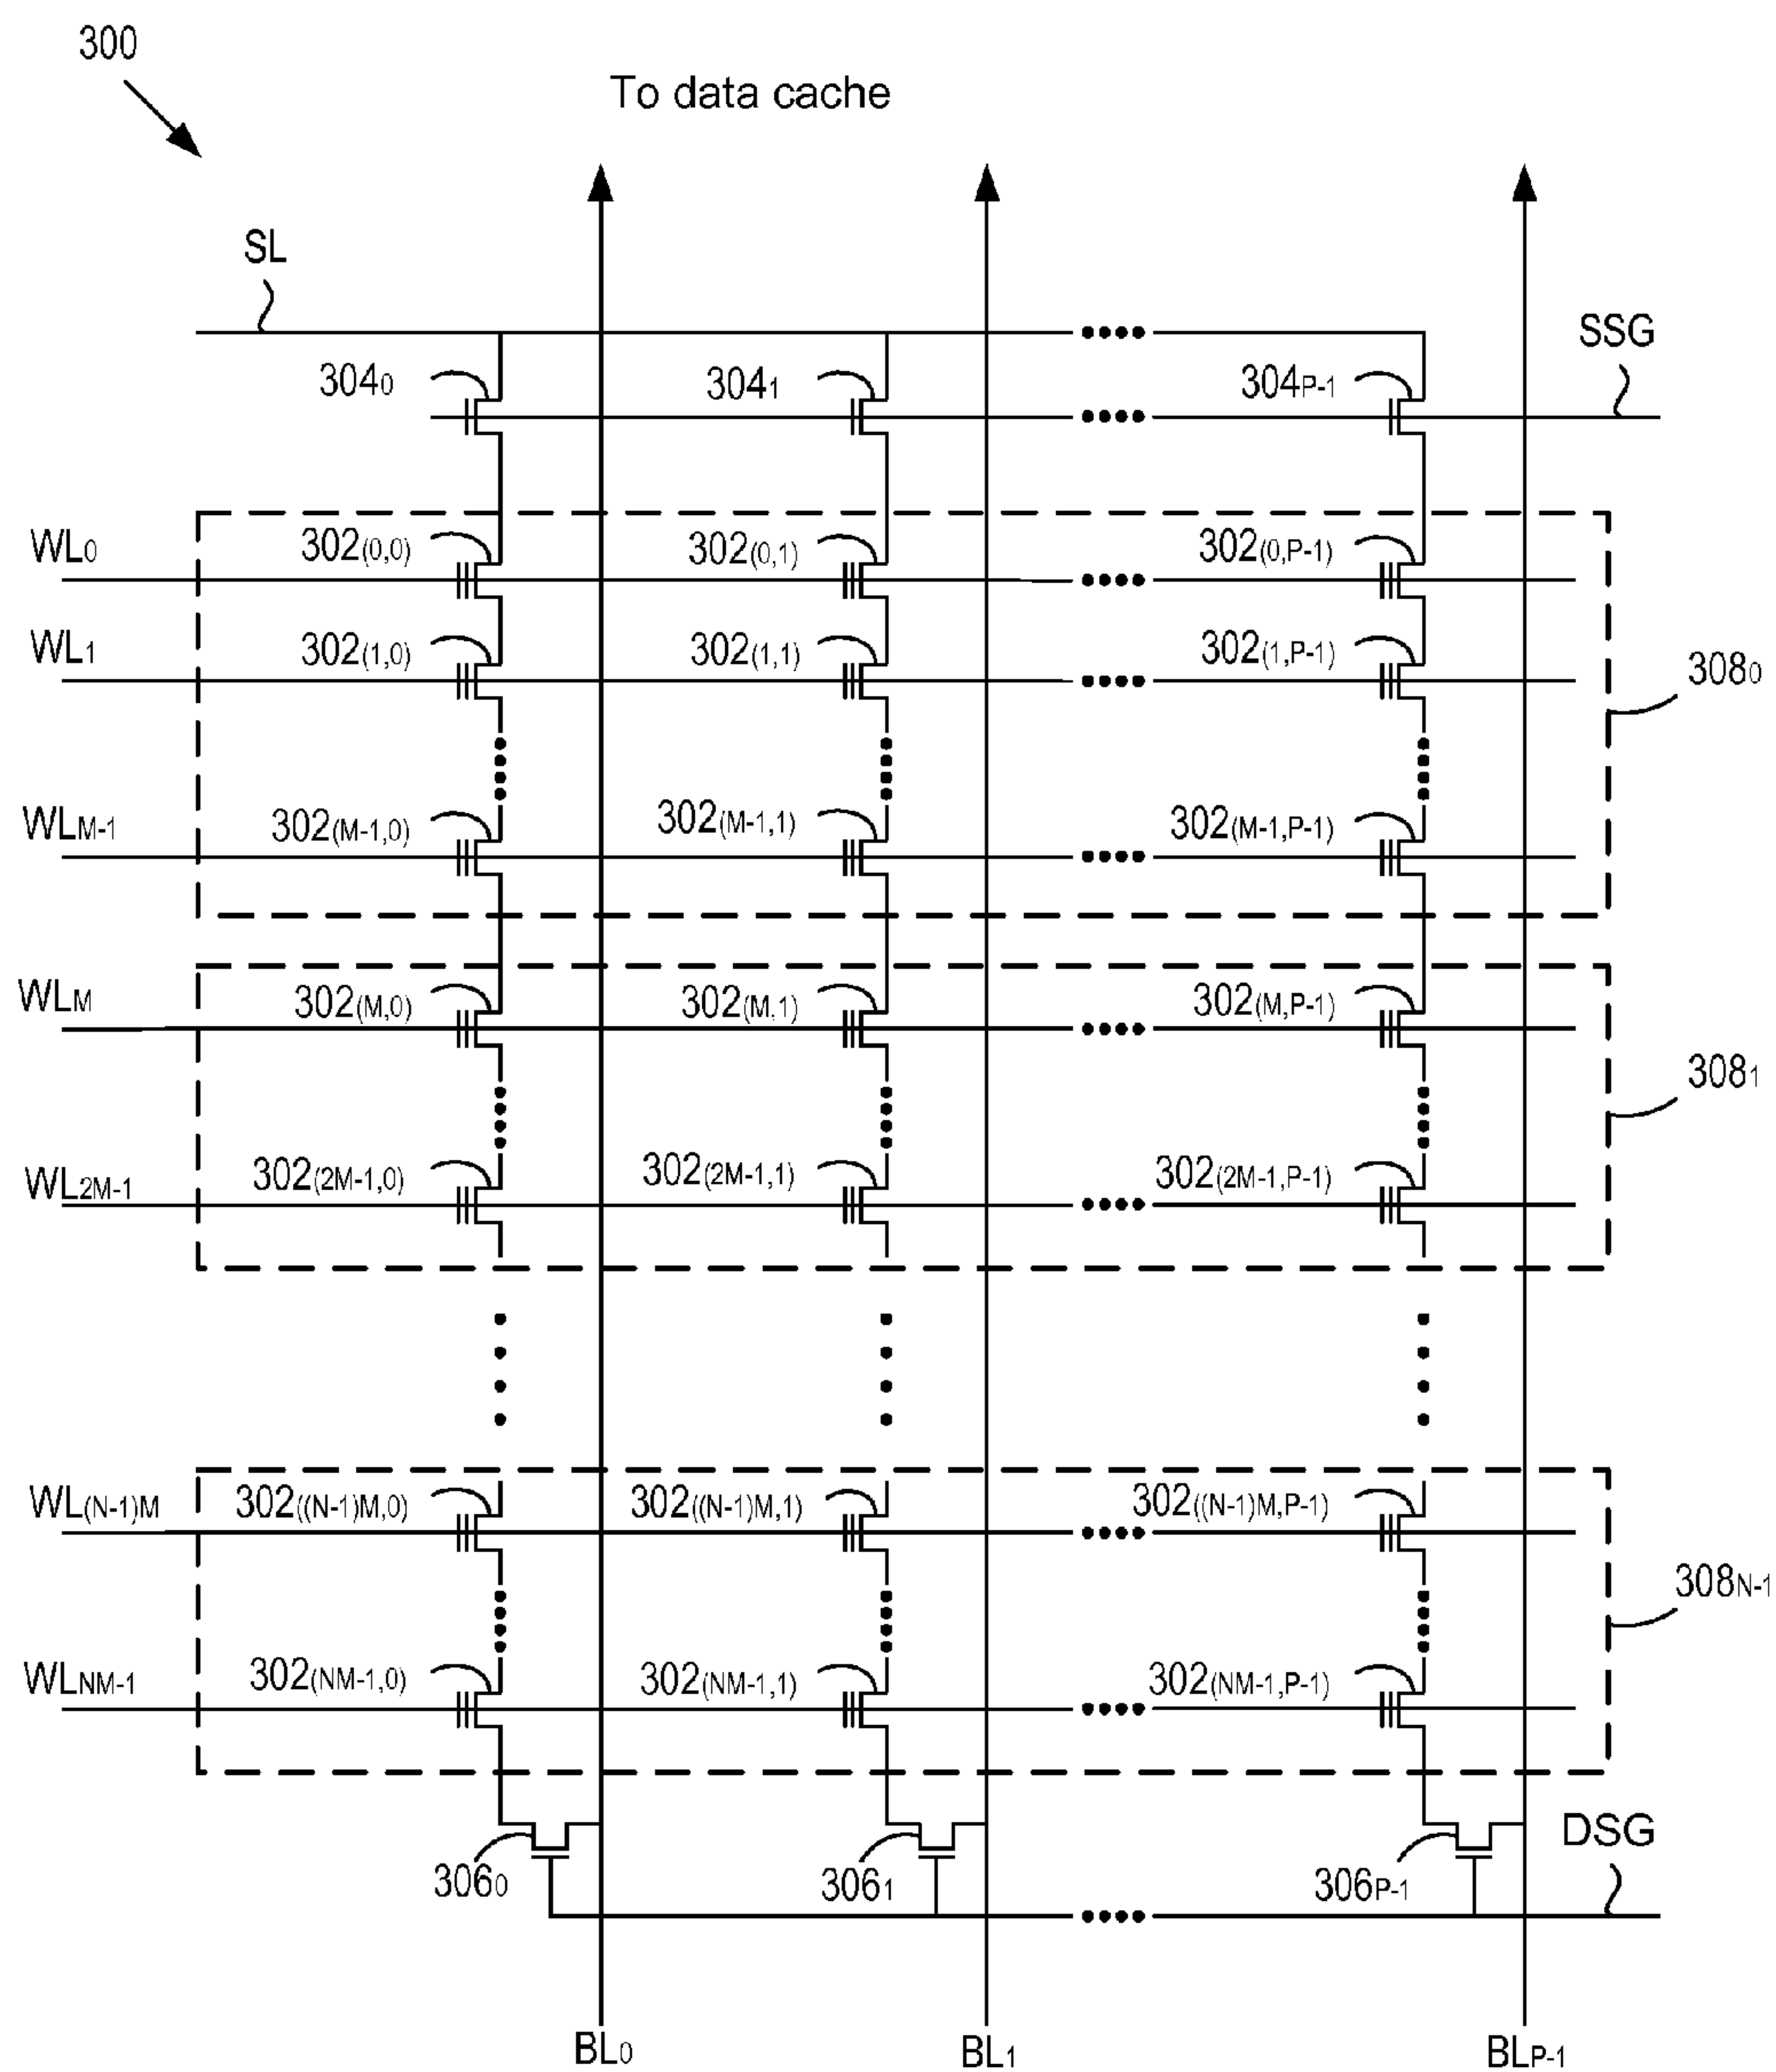 300
To data cache
SL
SSG
304₀ 304₁ 304P-1
WL₀ 302(0,0) 302(0,1) 302(0,P-1)
WL₁ 302(1,0) 302(1,1) 302(1,P-1)
308₀
WLM-1 302(M-1,0) 302(M-1,1) 302(M-1,P-1)
WLM 302(M,0) 302(M,1) 302(M,P-1)
308₁
WL2M-1 302(2M-1,0) 302(2M-1,1) 302(2M-1,P-1)
WL(N-1)M 302((N-1)M,0) 302((N-1)M,1) 302((N-1)M,P-1)
308N-1
WLNM-1 302(NM-1,0) 302(NM-1,1) 302(NM-1,P-1)
DSG
306₀ 306₁ 306P-1
BL₀ BL₁ BLP-1